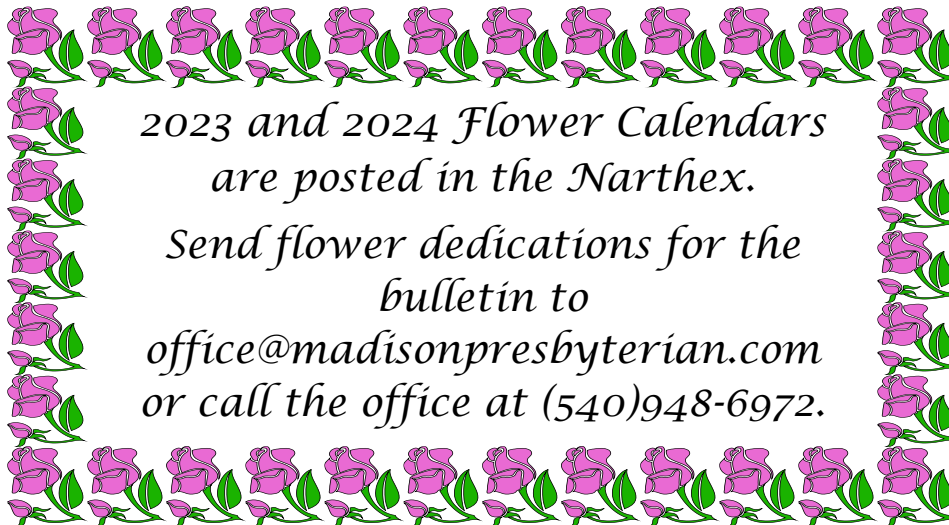 2023 and 2024 Flower Calendars
are posted in the Narthex.
Send flower dedications for the
bulletin to
office@madisonpresbyterian.com
or call the office at (540)948-6972.